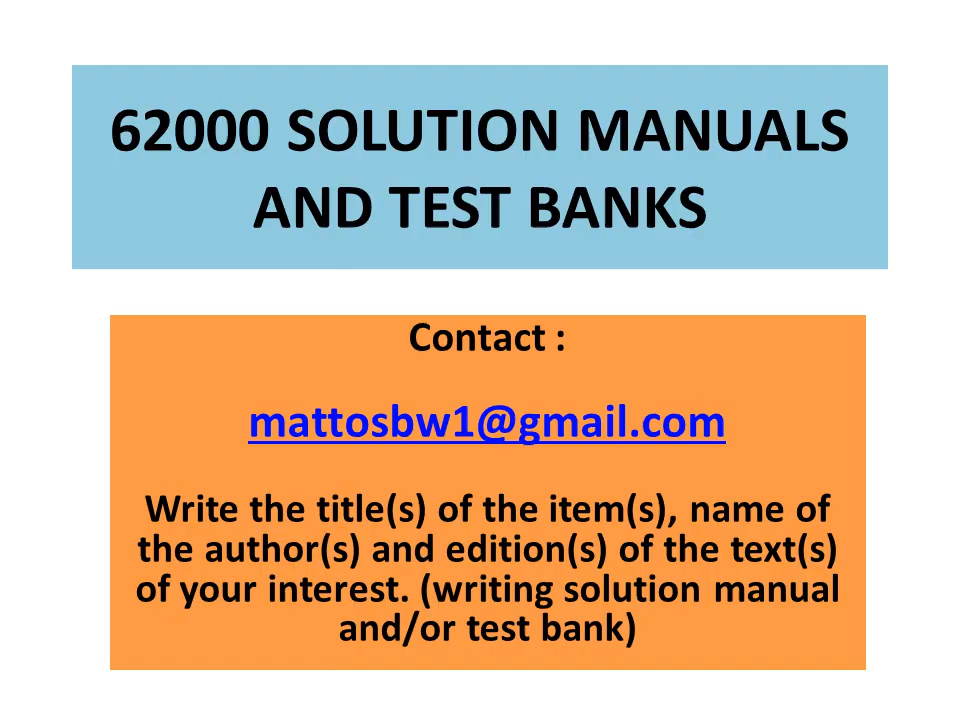 62000 SOLUTION MANUALS
AND TEST BANKS
Contact :
mattosbw1@gmail.com
Write the title(s) of the item(s), name of
the author(s) and edition(s) of the text(s)
of your interest. (writing solution manual
and/or test bank)